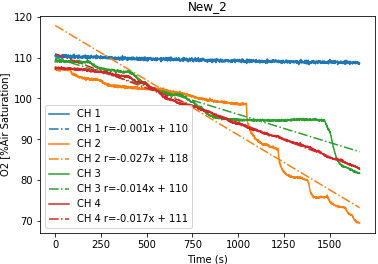 New_2
O2 [%Air Saturation]
120
110
100
90
80
70
CH 1
CH 1 r=-0.001x + 110
CH 2
CH 2 r=-0.027x + 118
CH 3
CH 3 r=-0.014x + 110
CH 4
CH 4 r=-0.017x + 111
0 250 500 750 1000 1250 1500
Time (s)